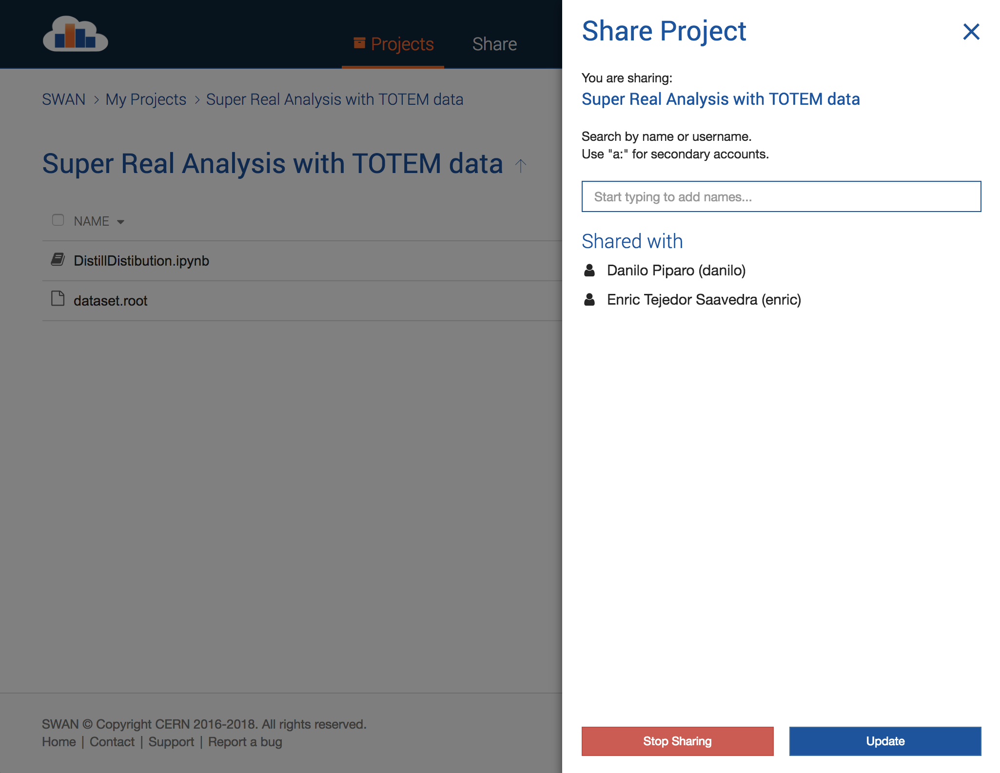 Projects
Share
SWAN > My Projects > Super Real Analysis with TOTEM data
Super Real Analysis with TOTEM data ↑
NAME
DistillDistibution.ipynb
dataset.root
SWAN © Copyright CERN 2016-2018. All rights reserved.
Home | Contact | Support | Report a bug
Share Project
You are sharing:
Super Real Analysis with TOTEM data
Search by name or username.
Use "a:" for secondary accounts.
Start typing to add names...
Shared with
Danilo Piparo (danilo)
Enric Tejedor Saavedra (enric)
Stop Sharing
Update